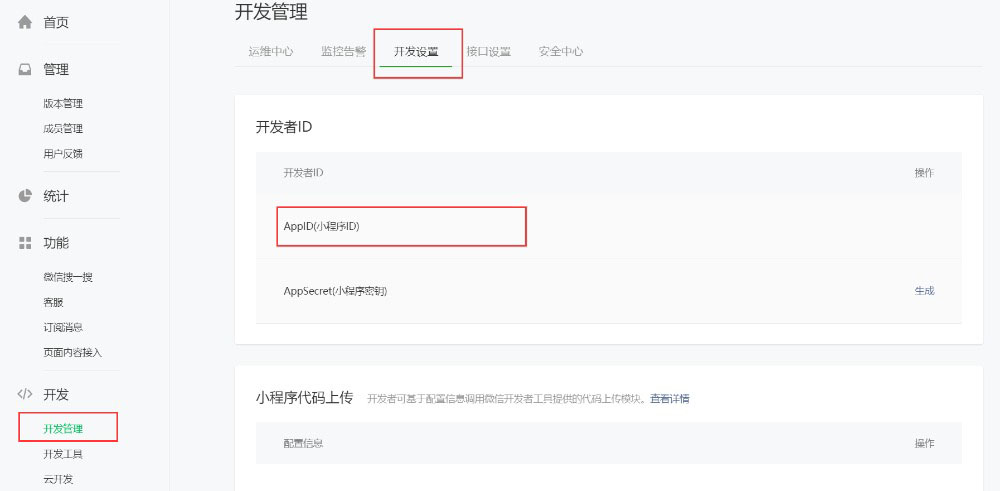 首页
管理
版本管理
成员管理
用户反馈
统计
功能
微信搜一搜
客服
订阅消息
页面内容接入
开发
开发管理
开发工具
云开发
开发管理
运维中心 监控告警 开发设置 接口设置 安全中心
开发者ID
开发者ID 操作
AppID(小程序ID)
AppSecret(小程序密钥) 生成
小程序代码上传 开发者可基于配置信息调用微信开发者工具提供的代码上传模块。查看详情
配置信息 操作